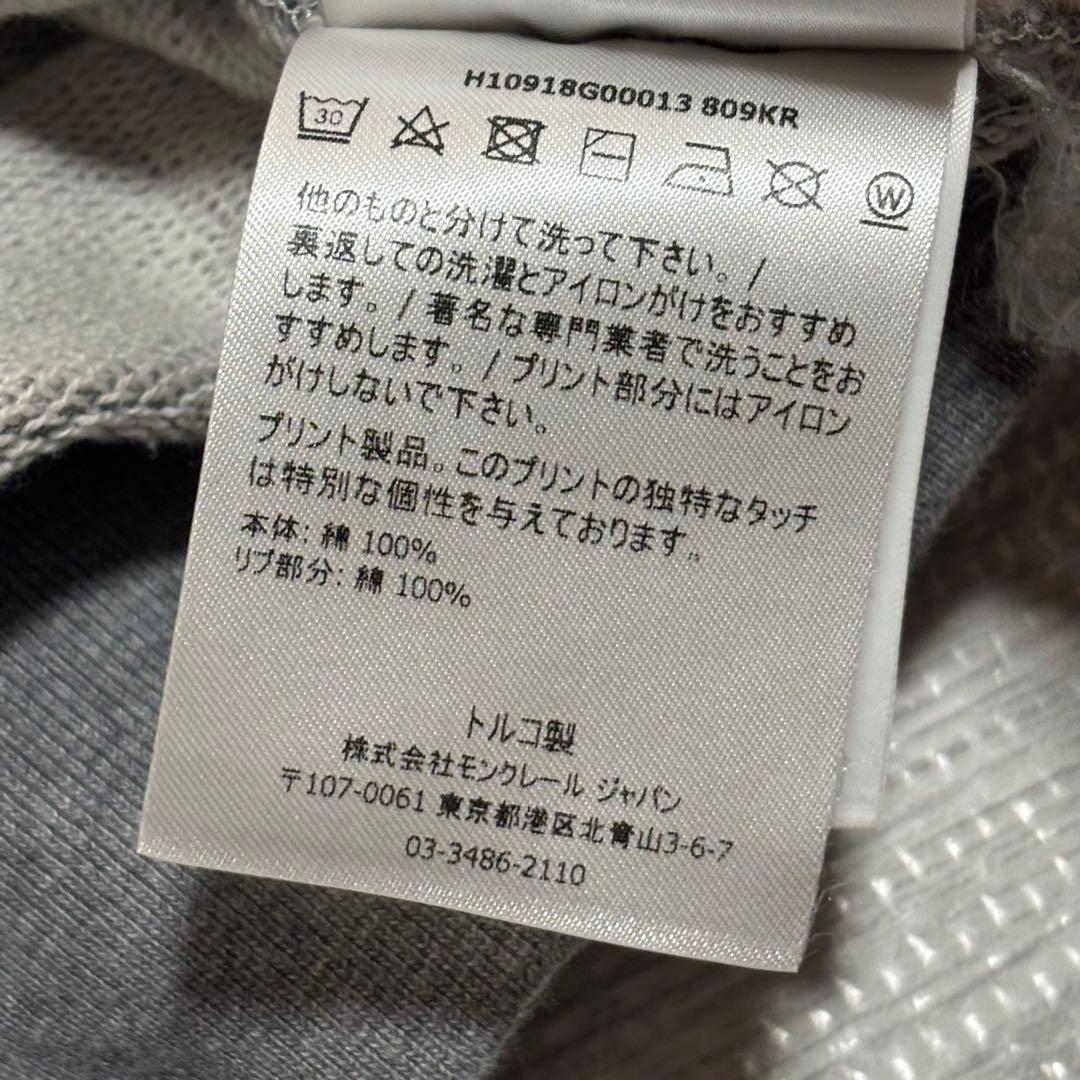 H10918G00013 809KR
30
W
他のものと分けて洗って下さい。/
裏返しての洗濯とアイロンがけをおすすめ
します。/ 著名な専門業者で洗うことをお
すすめします。/ プリント部分にはアイロン
がけしないで下さい。
プリント製品。このプリントの独特なタッチ
は特別な個性を与えております。
本体: 綿 100%
リブ部分: 綿 100%
トルコ製
株式会社モンクレール ジャパン
〒107-0061 東京都港区北青山3-6-7
03-3486-2110